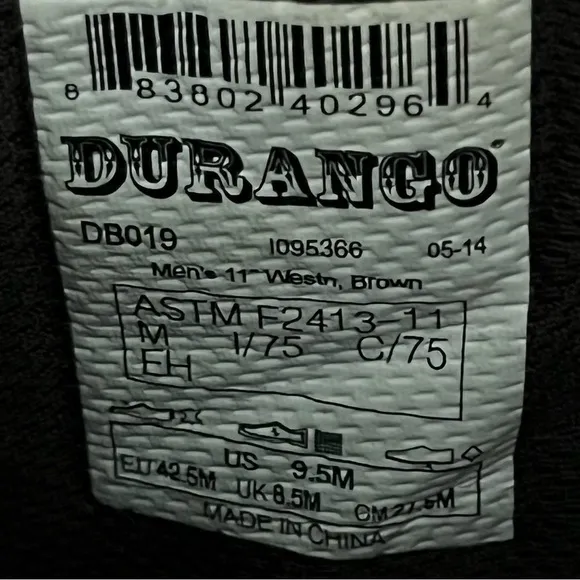 8 83802 40296 4
DURANGO
DB019 I095366 05-14
Men's 11" Westn, Brown
ASTM F2413-11
M I/75 C/75
EH
US 9.5M
EU 42.5M UK 8.5M CM 27.5M
MADE IN CHINA